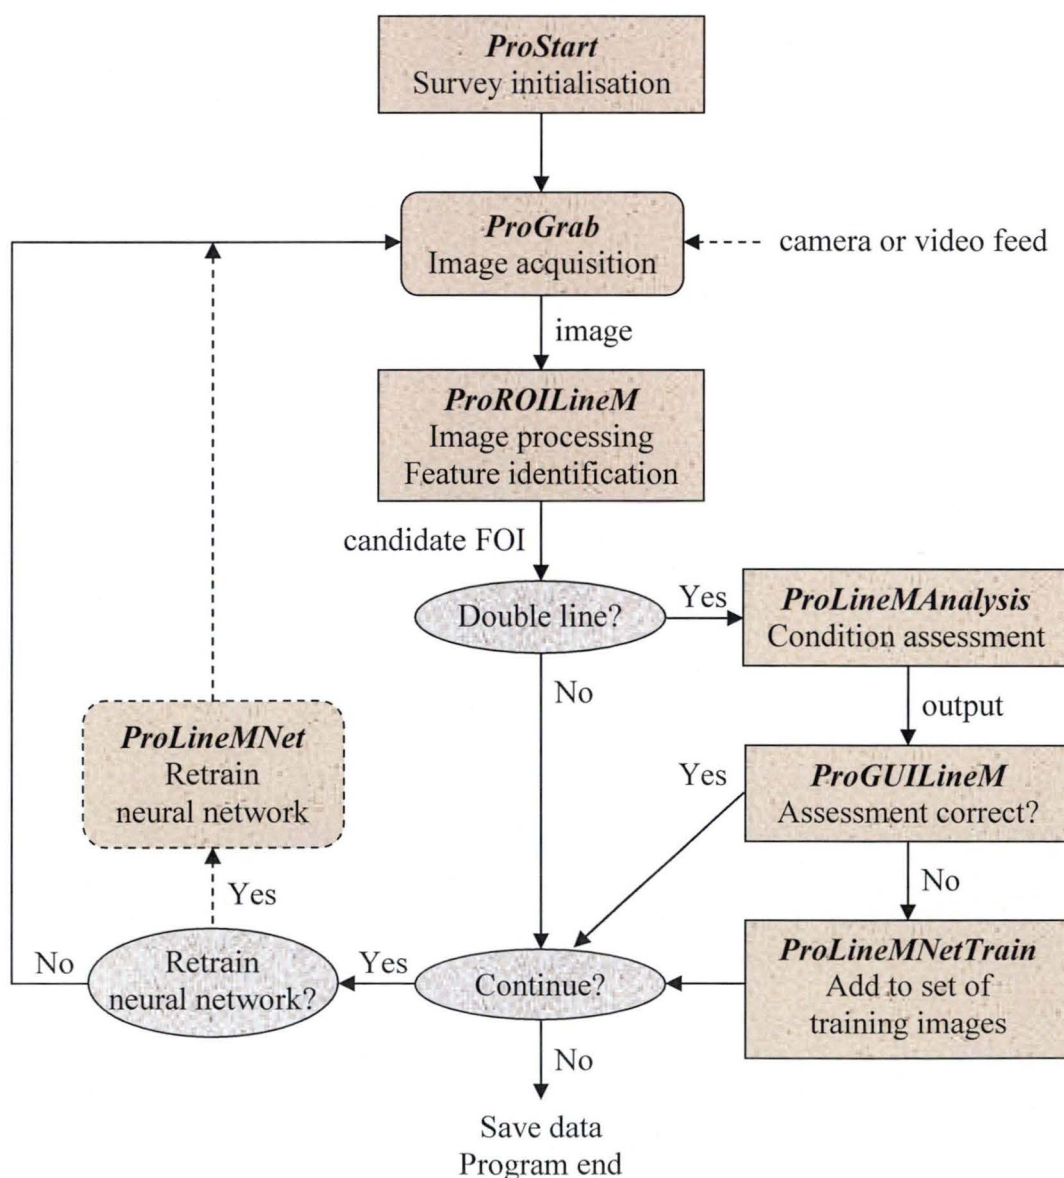 ProStart
Survey initialisation
ProGrab
Image acquisition
camera or video feed
image
ProROILineM
Image processing
Feature identification
candidate FOI
Double line?
Yes
ProLineMAnalysis
Condition assessment
No
output
ProLineMNet
Retrain
neural network
Yes
ProGUILineM
Assessment correct?
Yes
No
No
Retrain
neural network?
Yes
Continue?
ProLineMNetTrain
Add to set of
training images
No
Save data
Program end